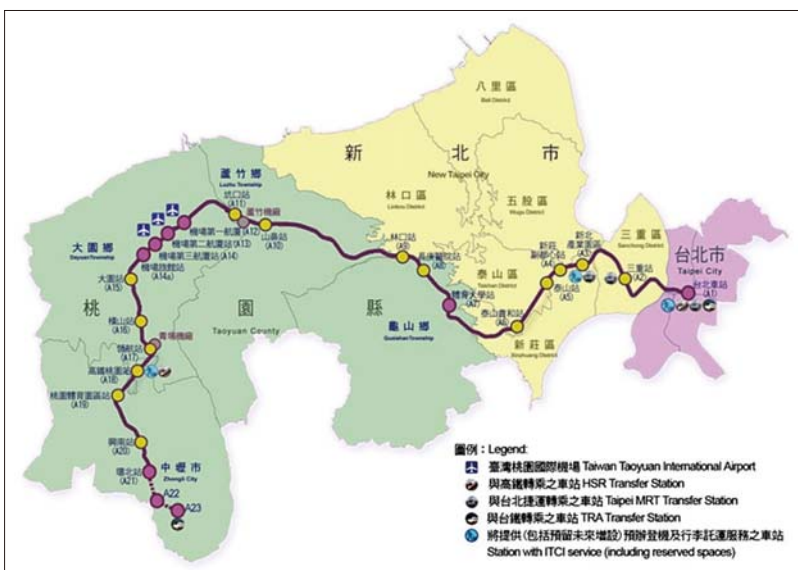 八里區
Bali District
新北市
New Taipei City
蘆竹鄉
Luzhu Township
坑口站
(A11)
蘆竹機廠
機場第一航廈站 (A12)
機場第二航廈站 (A13)
機場第三航廈站 (A14)
機場旅館站
(A14a)
山鼻站
(A10)
林口區
Linkou District
五股區
Wugu District
林口站
(A9)
長庚醫院站
(A8)
體育大學站
(A7)
泰山區
Taishan District
泰山貴和站
(A6)
新莊
副都心站
(A4)
新北
產業園區
(A3)
泰山站
(A5)
三重區
Sanchong District
三重站
(A2)
台北市
Taipei City
台北車站
(A1)
新莊區
Xinzhuang District
大園鄉
Dayuan Township
大園站
(A15)
桃園縣
Taoyuan County
龜山鄉
Gueishan Township
橫山站
(A16)
青埔機廠
領航站
(A17)
高鐵桃園站
(A18)
桃園體育園區站
(A19)
興南站
(A20)
中壢市
Zhongli City
環北站
(A21)
A22
A23
圖例：Legend:
臺灣桃園國際機場 Taiwan Taoyuan International Airport
與高鐵轉乘之車站 HSR Transfer Station
與台北捷運轉乘之車站 Taipei MRT Transfer Station
與台鐵轉乘之車站 TRA Transfer Station
將提供(包括預留未來增設)預辦登機及行李託運服務之車站
Station with ITCI service (including reserved spaces)